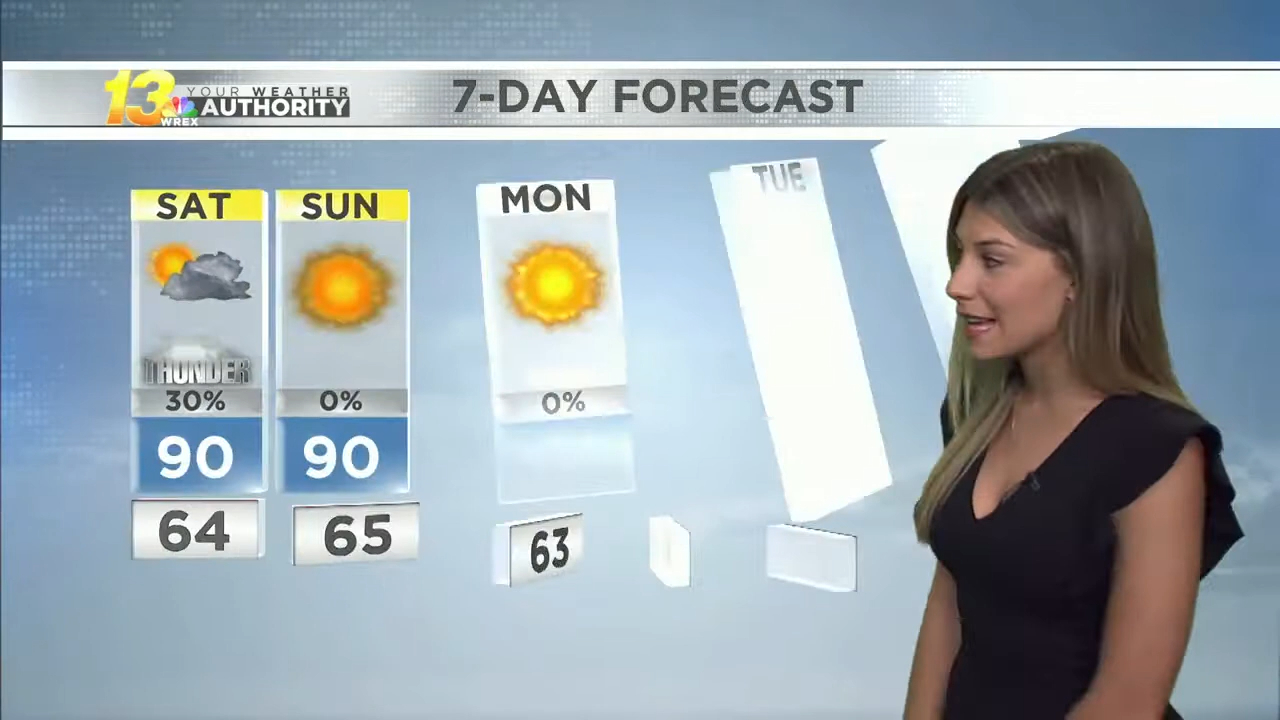 13 YOUR WEATHER AUTHORITY
WREX
7-DAY FORECAST
SAT
THUNDER
30%
90
64
SUN
0%
90
65
MON
0%
63
TUE